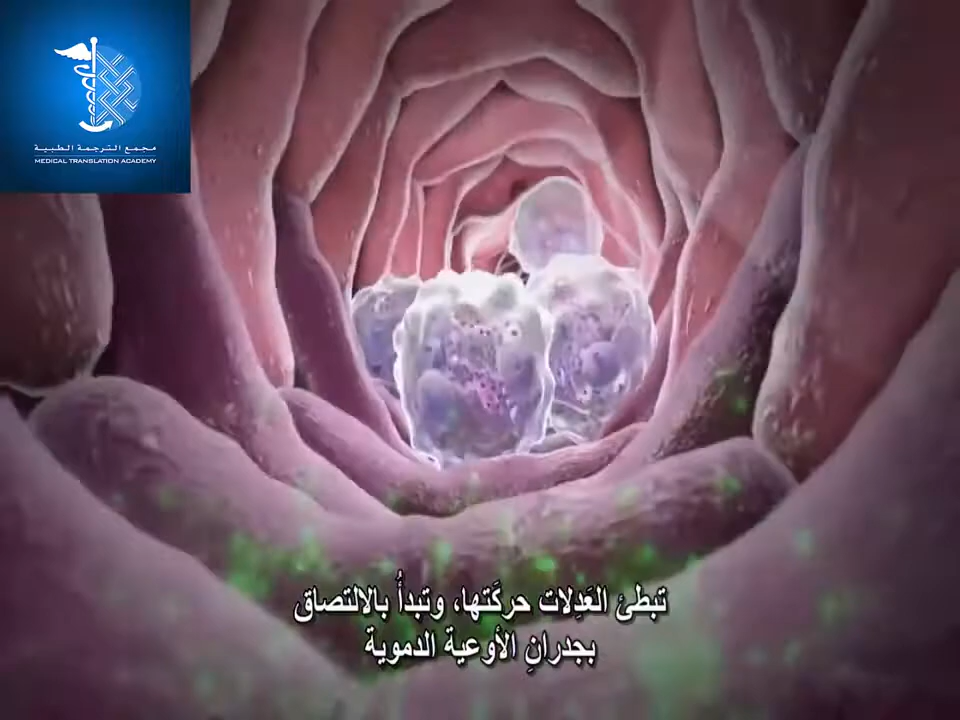 مجمع الترجمة الطبية
MEDICAL TRANSLATION ACADEMY
تبطئ العَدِلات حركَتها، وتبدأُ بالالتصاق
بجدرانِ الأوعية الدموية